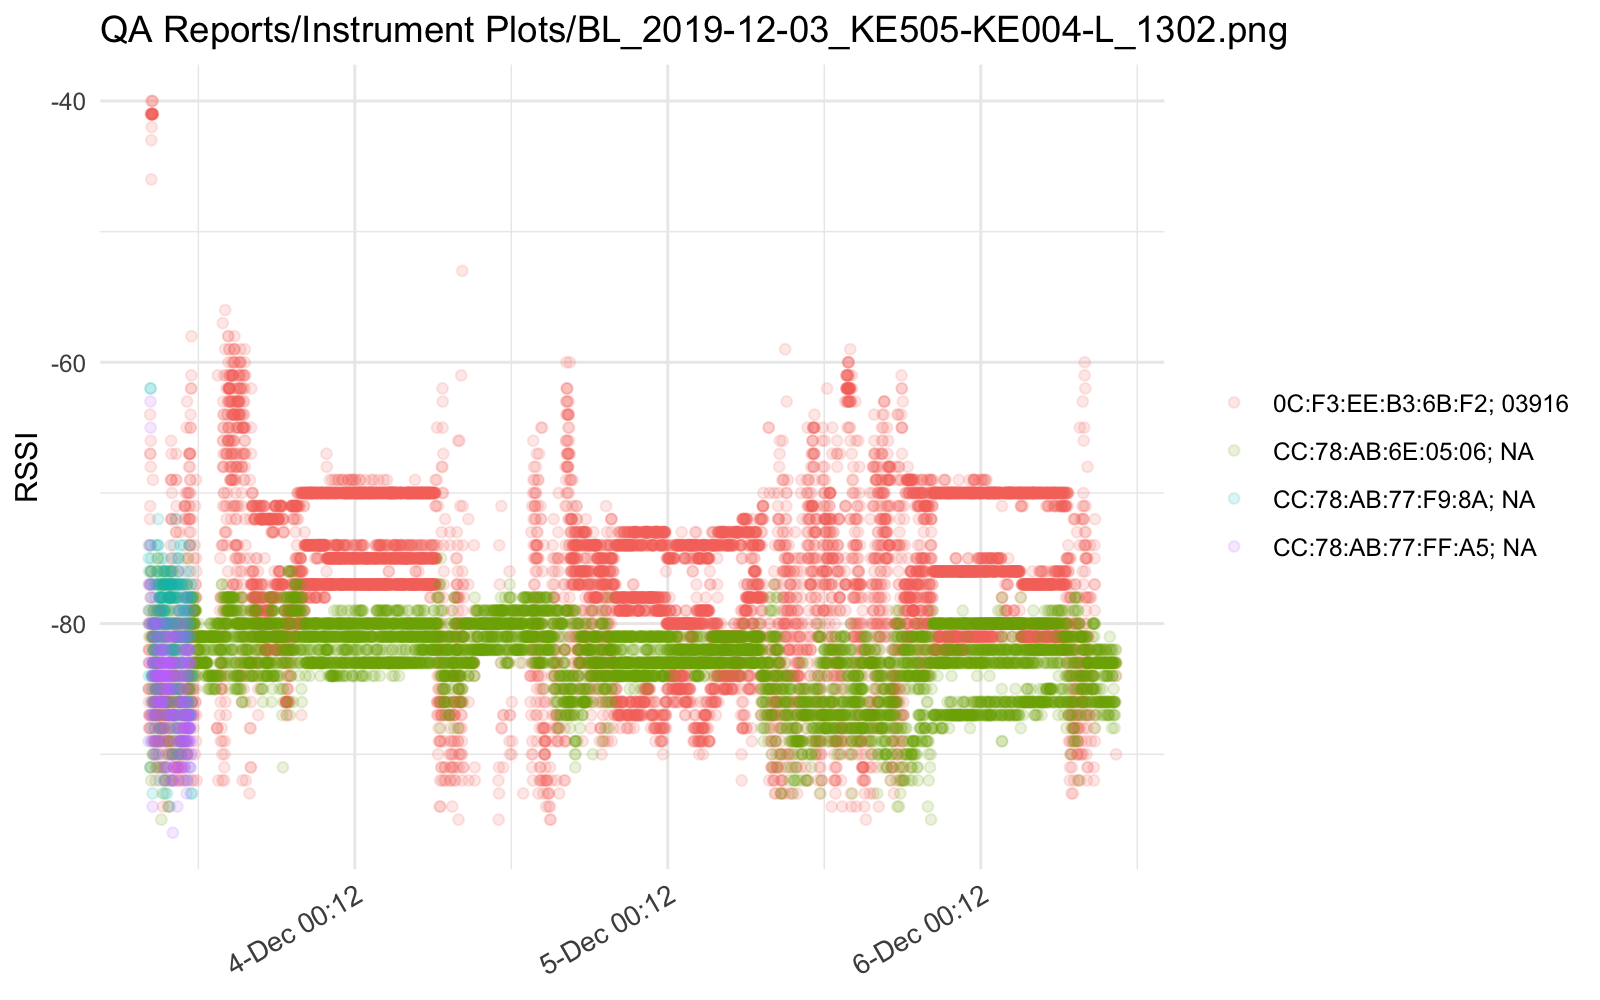 QA Reports/Instrument Plots/BL_2019-12-03_KE505-KE004-L_1302.png
-40
-60
-80
RSSI
4-Dec 00:12
5-Dec 00:12
6-Dec 00:12
0C:F3:EE:B3:6B:F2; 03916
CC:78:AB:6E:05:06; NA
CC:78:AB:77:F9:8A; NA
CC:78:AB:77:FF:A5; NA